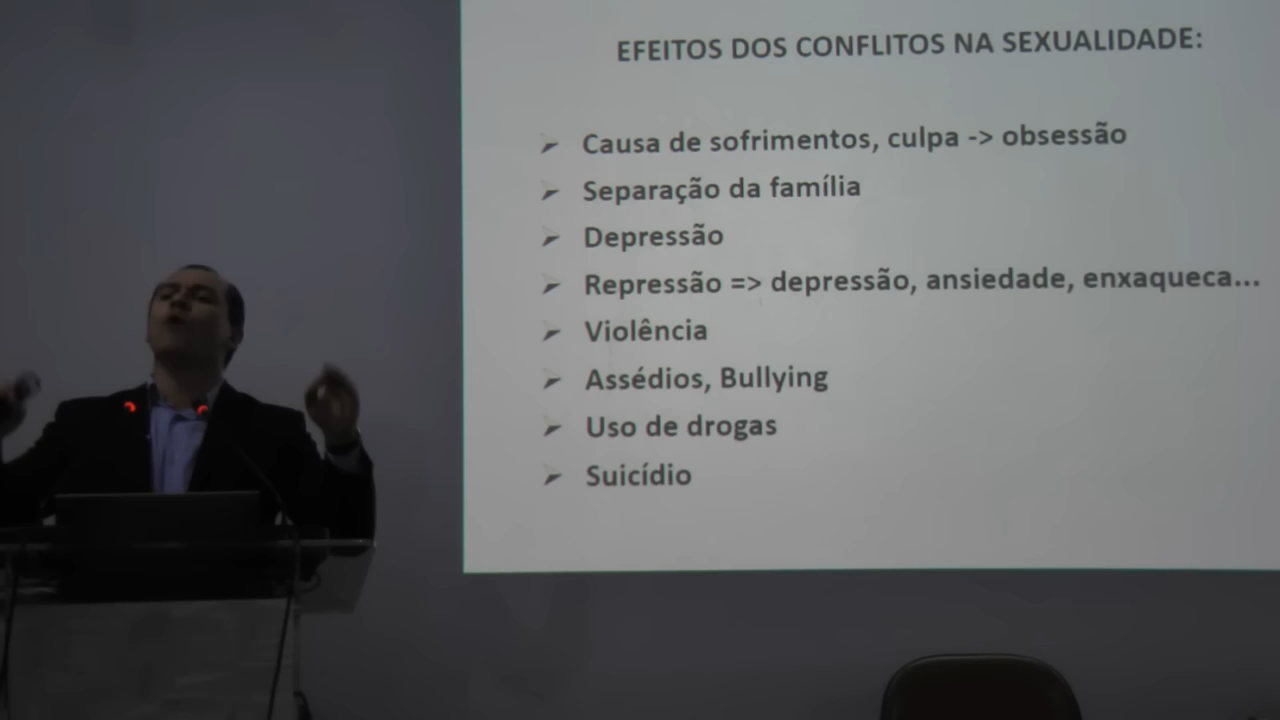 EFEITOS DOS CONFLITOS NA SEXUALIDADE:
Causa de sofrimentos, culpa -> obsessão
Separação da família
Depressão
Repressão => depressão, ansiedade, enxaqueca...
Violência
Assédios, Bullying
Uso de drogas
Suicídio